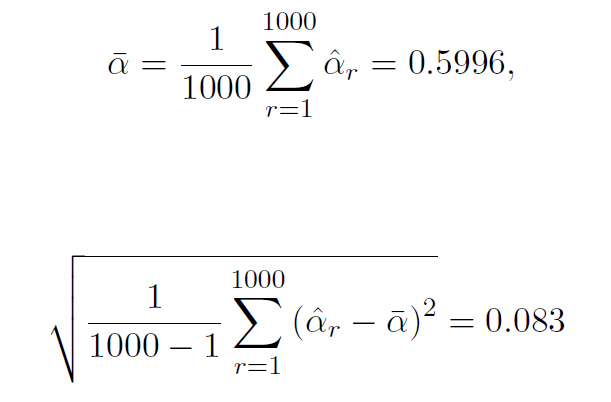 ᾱ = 1/1000 ∑_{r=1}^{1000} α̂_r = 0.5996,
√(1/(1000 − 1) ∑_{r=1}^{1000} (α̂_r − ᾱ)²) = 0.083